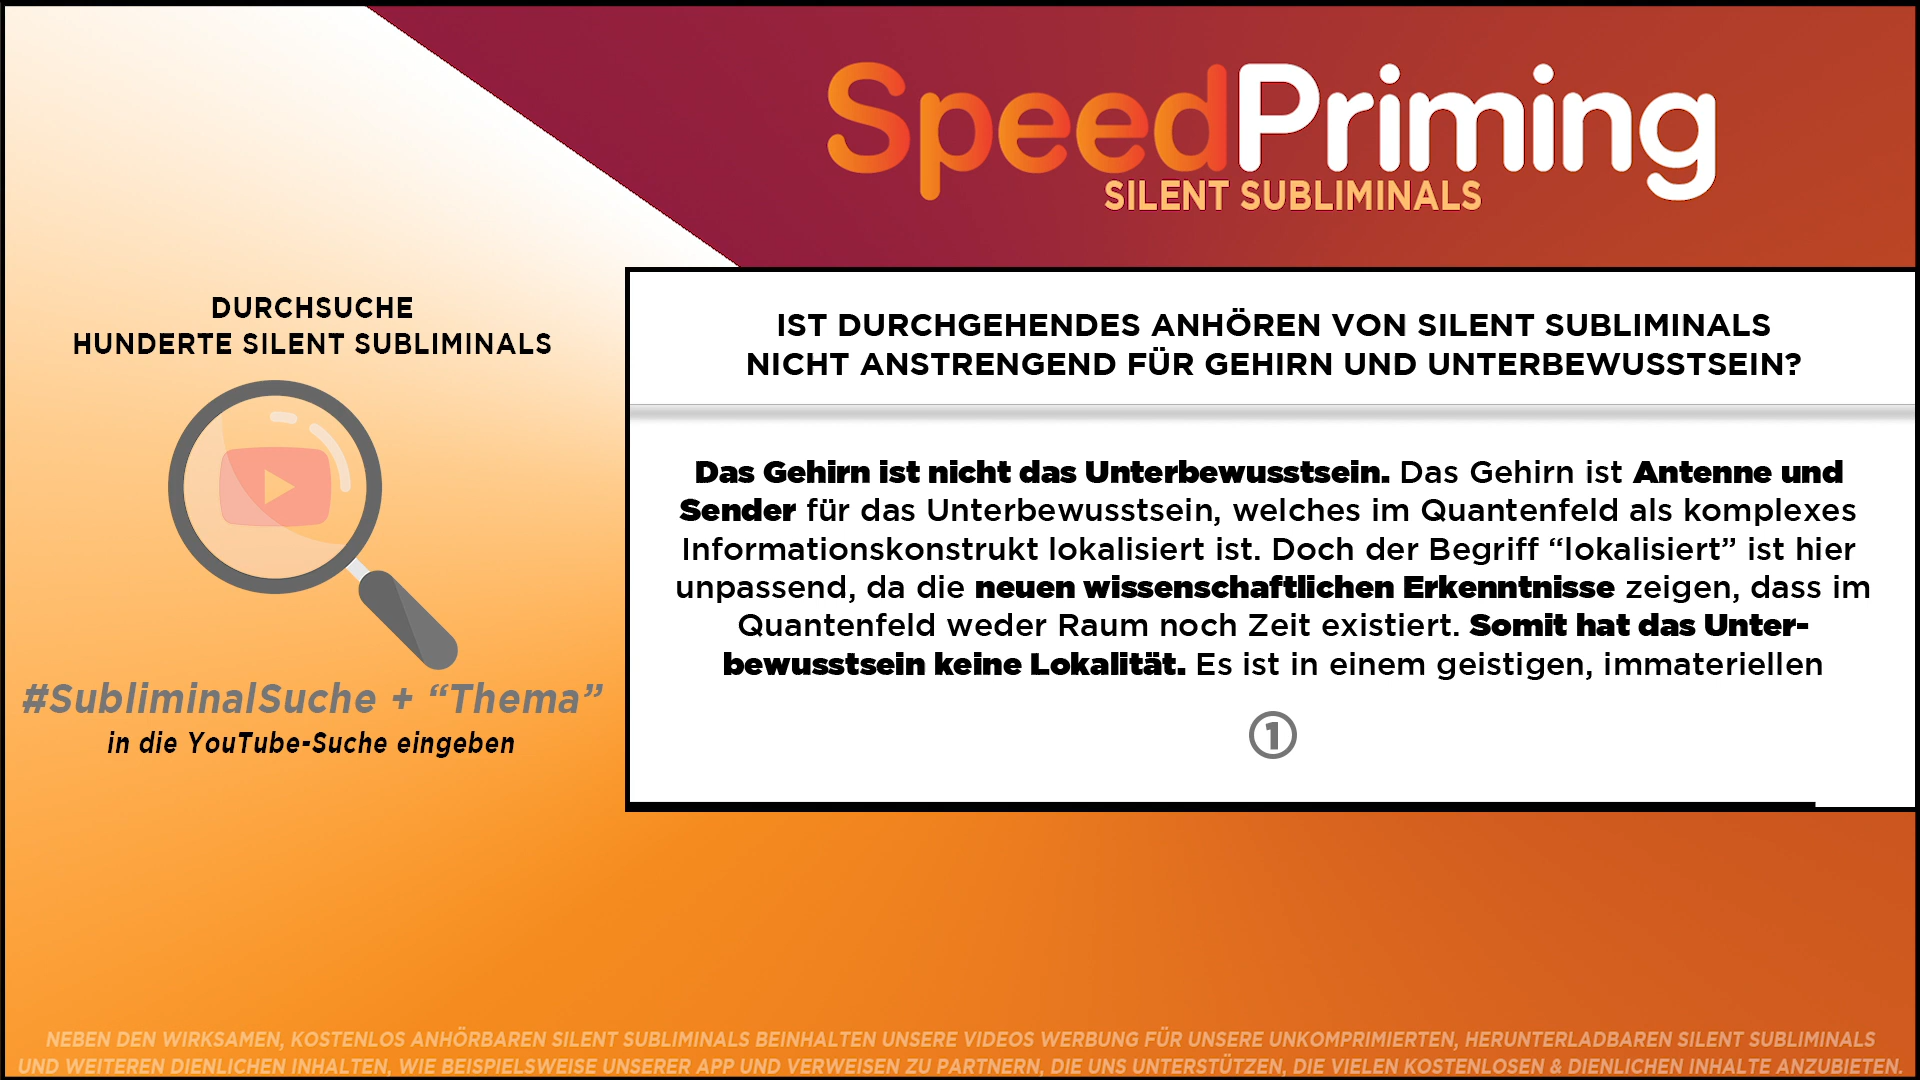 SpeedPriming
SILENT SUBLIMINALS
DURCHSUCHE
HUNDERTE SILENT SUBLIMINALS
#SubliminalSuche + “Thema”
in die YouTube-Suche eingeben
IST DURCHGEHENDES ANHÖREN VON SILENT SUBLIMINALS
NICHT ANSTRENGEND FÜR GEHIRN UND UNTERBEWUSSTSEIN?
Das Gehirn ist nicht das Unterbewusstsein. Das Gehirn ist Antenne und
Sender für das Unterbewusstsein, welches im Quantenfeld als komplexes
Informationskonstrukt lokalisiert ist. Doch der Begriff “lokalisiert” ist hier
unpassend, da die neuen wissenschaftlichen Erkenntnisse zeigen, dass im
Quantenfeld weder Raum noch Zeit existiert. Somit hat das Unter-
bewusstsein keine Lokalität. Es ist in einem geistigen, immateriellen
1
NEBEN DEN WIRKSAMEN, KOSTENLOS ANHÖRBAREN SILENT SUBLIMINALS BEINHALTEN UNSERE VIDEOS WERBUNG FÜR UNSERE UNKOMPRIMIERTEN, HERUNTERLADBAREN SILENT SUBLIMINALS
UND WEITEREN DIENLICHEN INHALTEN, WIE BEISPIELSWEISE UNSERER APP UND VERWEISEN ZU PARTNERN, DIE UNS UNTERSTÜTZEN, DIE VIELEN KOSTENLOSEN & DIENLICHEN INHALTE ANZUBIETEN.